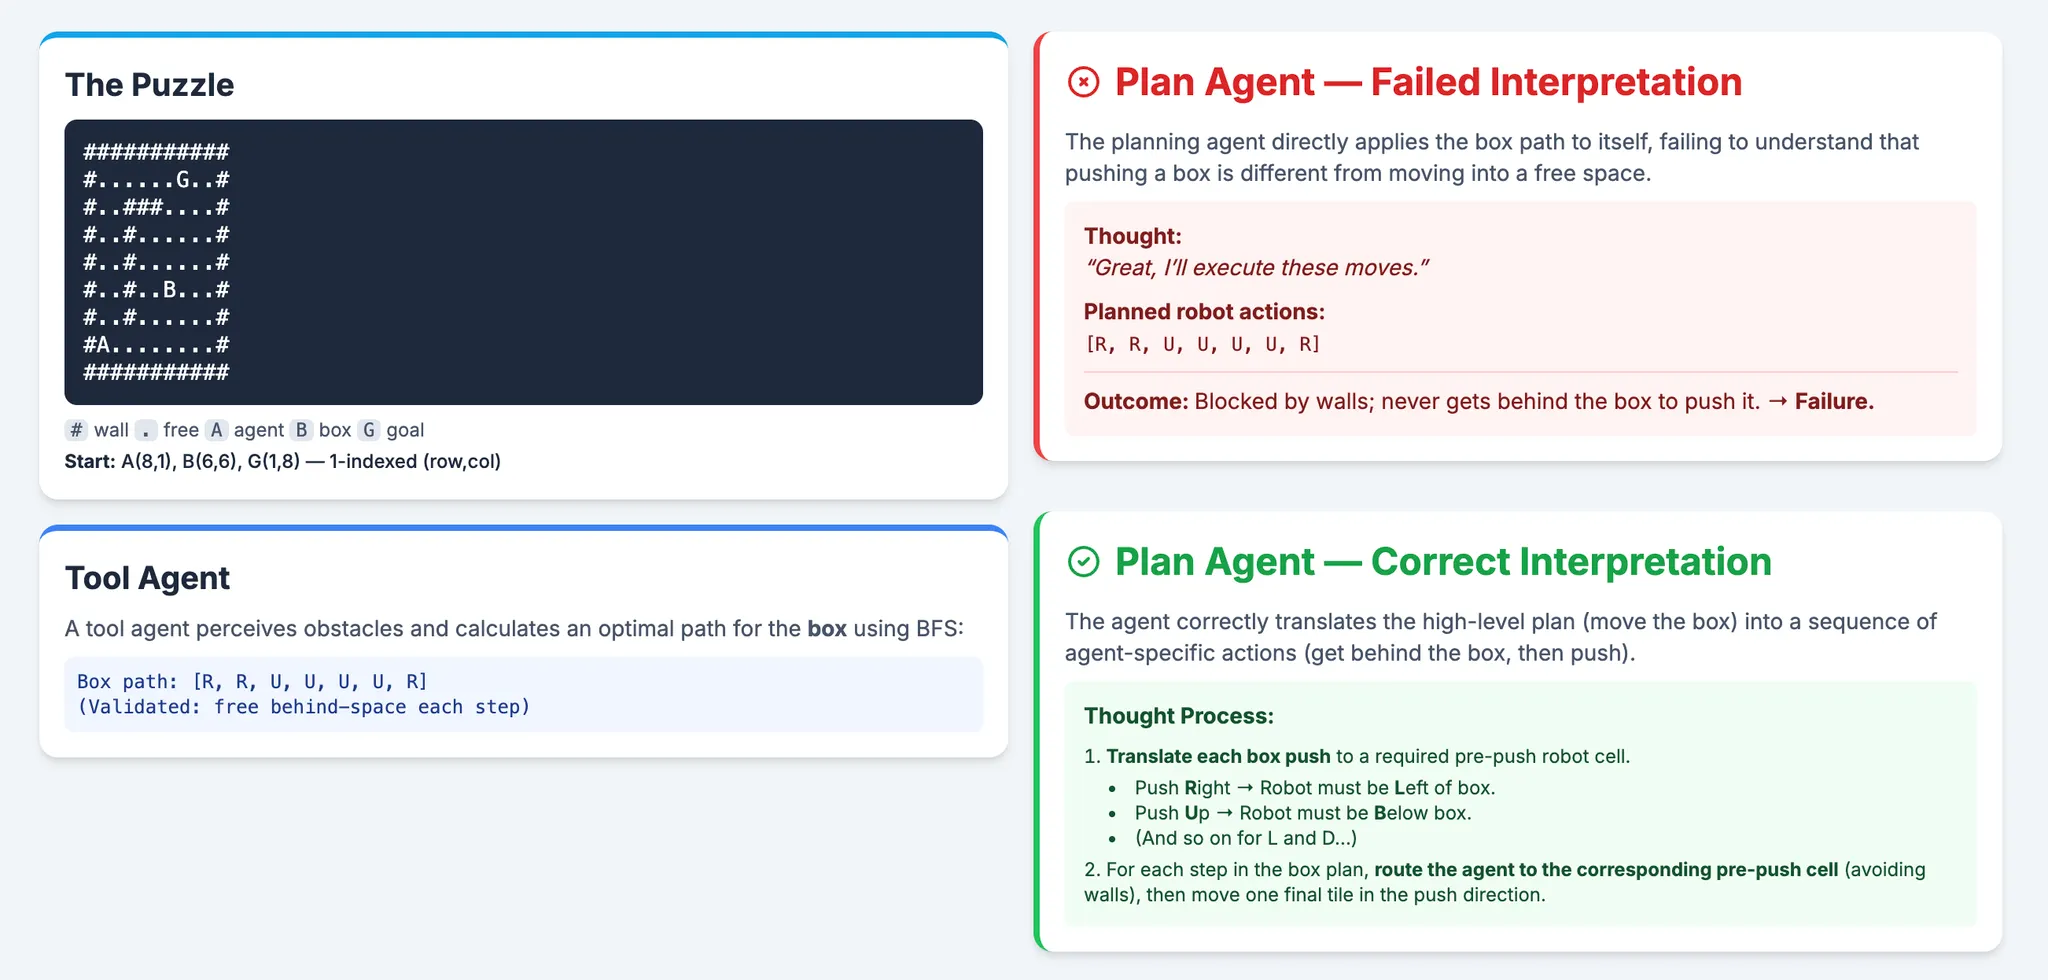 The Puzzle
###########
#......G..#
#..###....#
#..#......#
#..#......#
#..#..B...#
#..#......#
#A........#
###########
# wall . free A agent B box G goal
Start: A(8,1), B(6,6), G(1,8) — 1-indexed (row,col)
Tool Agent
A tool agent perceives obstacles and calculates an optimal path for the box using BFS:
Box path: [R, R, U, U, U, U, R]
(Validated: free behind-space each step)
Plan Agent — Failed Interpretation
The planning agent directly applies the box path to itself, failing to understand that
pushing a box is different from moving into a free space.
Thought:
“Great, I’ll execute these moves.”
Planned robot actions:
[R, R, U, U, U, U, R]
Outcome: Blocked by walls; never gets behind the box to push it. → Failure.
Plan Agent — Correct Interpretation
The agent correctly translates the high-level plan (move the box) into a sequence of
agent-specific actions (get behind the box, then push).
Thought Process:
1. Translate each box push to a required pre-push robot cell.
• Push Right → Robot must be Left of box.
• Push Up → Robot must be Below box.
• (And so on for L and D...)
2. For each step in the box plan, route the agent to the corresponding pre-push cell (avoiding
walls), then move one final tile in the push direction.